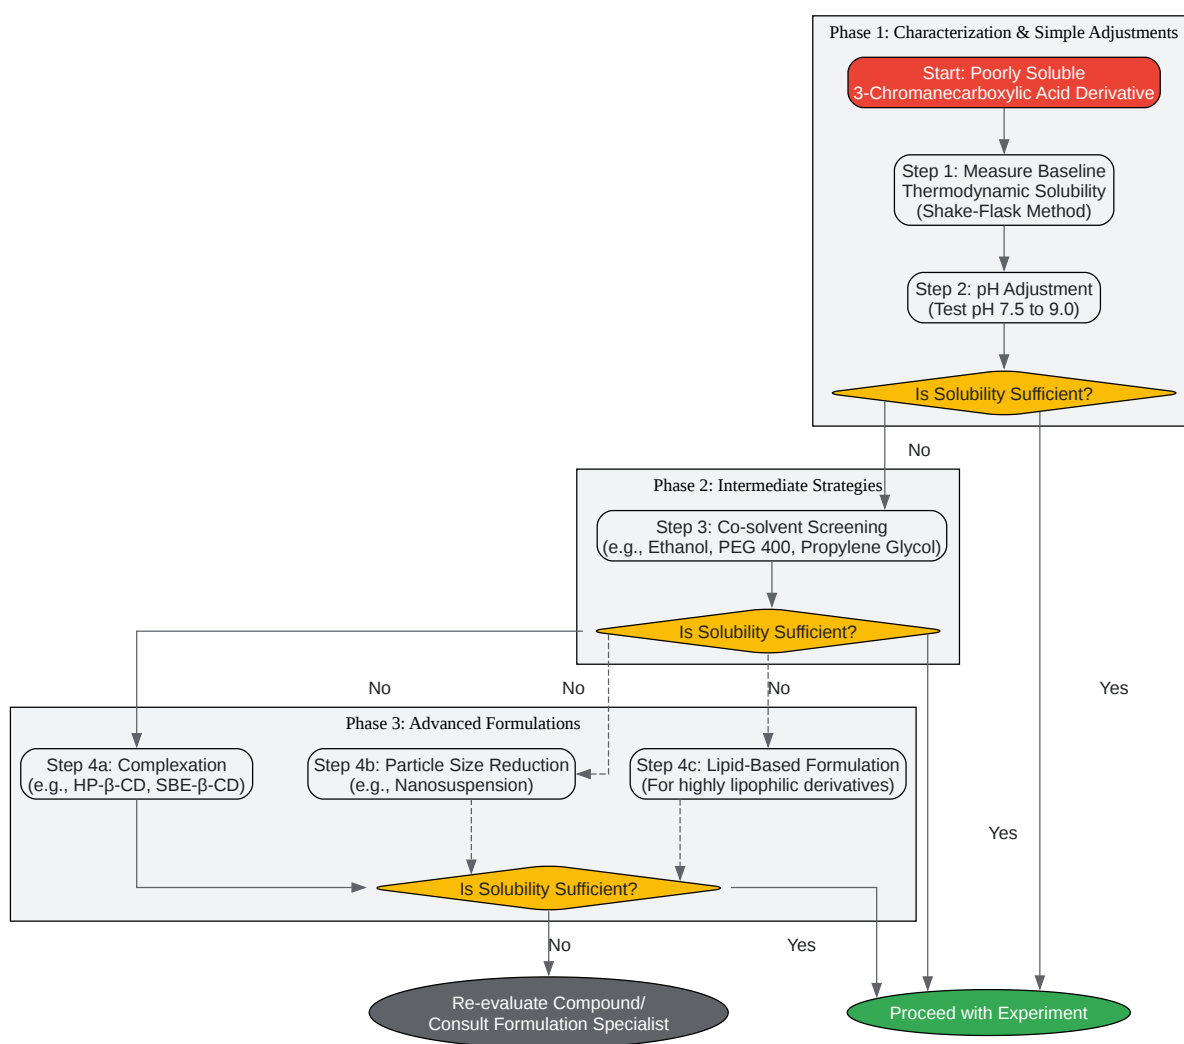 Phase 1: Characterization & Simple Adjustments
Start: Poorly Soluble
3-Chromanecarboxylic Acid Derivative
Step 1: Measure Baseline
Thermodynamic Solubility
(Shake-Flask Method)
Step 2: pH Adjustment
(Test pH 7.5 to 9.0)
Is Solubility Sufficient?
No
Phase 2: Intermediate Strategies
Step 3: Co-solvent Screening
(e.g., Ethanol, PEG 400, Propylene Glycol)
Is Solubility Sufficient?
No
No
No
Yes
Phase 3: Advanced Formulations
Step 4a: Complexation
(e.g., HP-β-CD, SBE-β-CD)
Step 4b: Particle Size Reduction
(e.g., Nanosuspension)
Step 4c: Lipid-Based Formulation
(For highly lipophilic derivatives)
Yes
Is Solubility Sufficient?
No
Yes
Re-evaluate Compound/
Consult Formulation Specialist
Proceed with Experiment